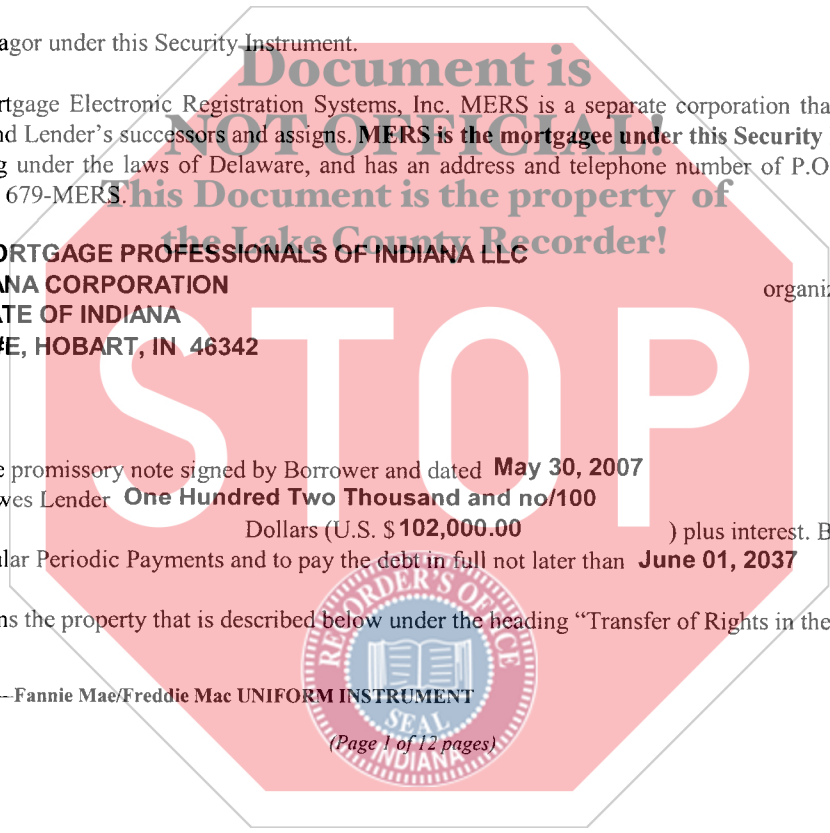 agor under this Security Instrument.
Document is
rtgage Electronic Registration Systems, Inc. MERS is a separate corporation tha
NOT OFFICIAL!
nd Lender's successors and assigns. MERS is the mortgagee under this Security
g under the laws of Delaware, and has an address and telephone number of P.O
This Document is the property of
679-MERS.
the Lake County Recorder!
ORTGAGE PROFESSIONALS OF INDIANA LLC
ANA CORPORATION
organiz
ATE OF INDIANA
#E, HOBART, IN 46342
STOP
e promissory note signed by Borrower and dated May 30, 2007
wes Lender One Hundred Two Thousand and no/100
Dollars (U.S. $ 102,000.00 ) plus interest. B
ular Periodic Payments and to pay the debt in full not later than June 01, 2037
RECORDER'S OFFICE
ns the property that is described below under the heading “Transfer of Rights in the
—Fannie Mae/Freddie Mac UNIFORM INSTRUMENT
SEAL
(Page 1 of 12 pages)
INDIANA